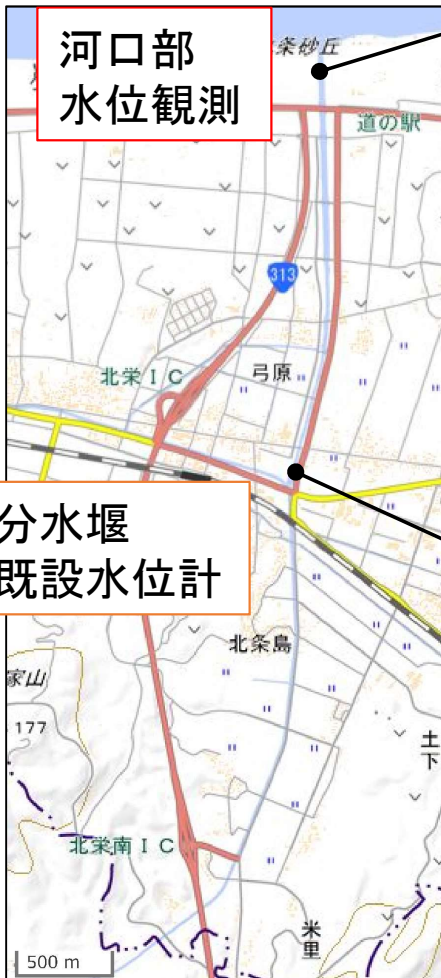 河口部
水位観測
条砂丘
道の駅
313
北栄IC
弓原
分水堰
既設水位計
北条島
家山
177
土下
北栄南IC
米里
500 m